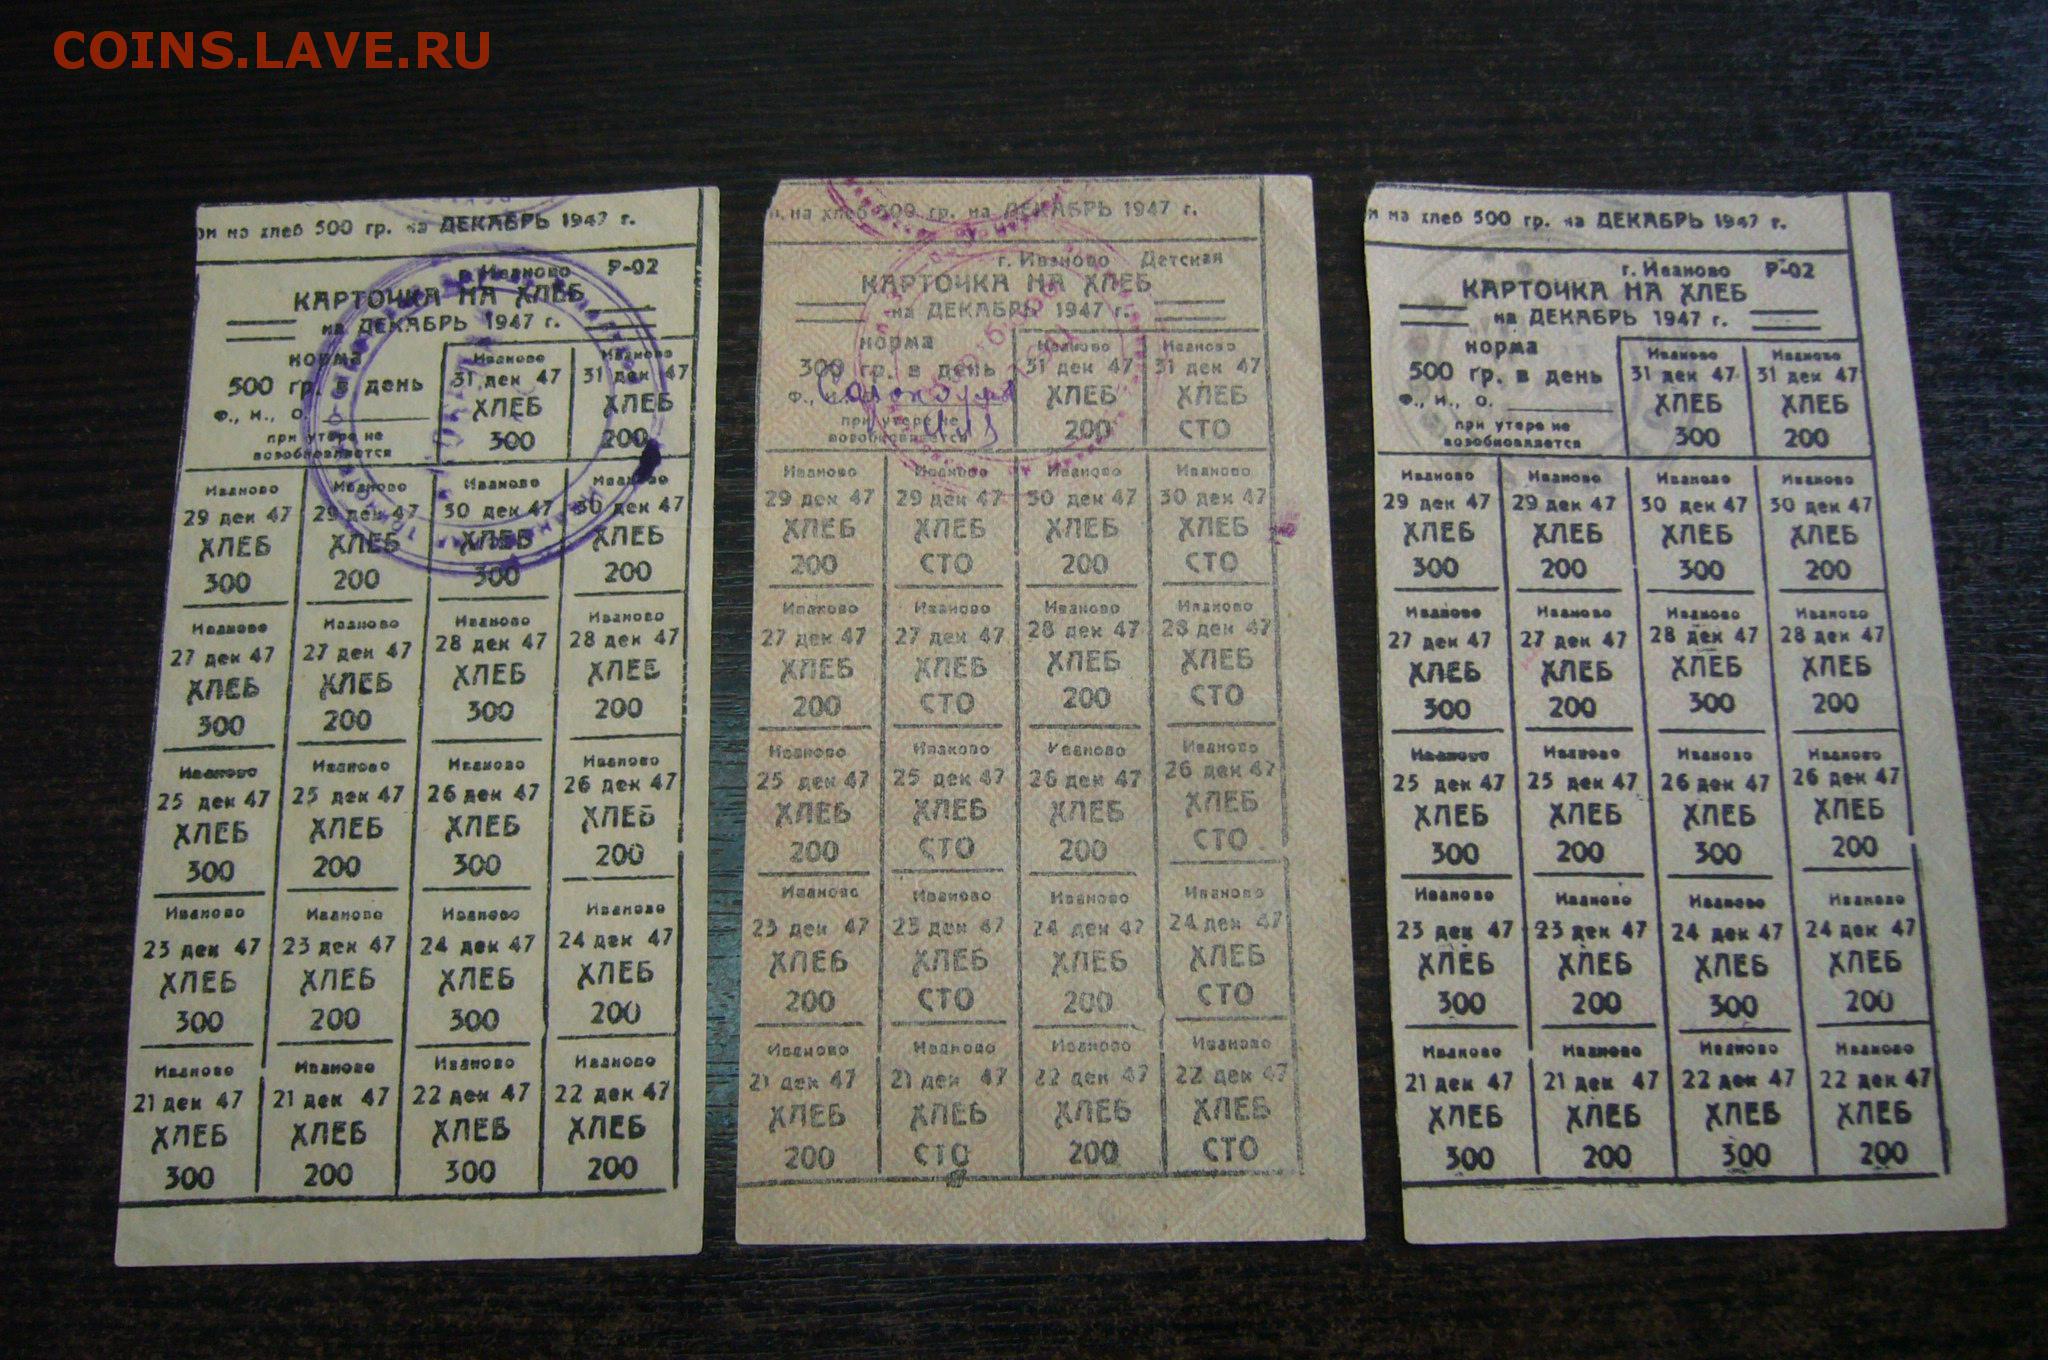 COINS.LAVE.RU
на хлеб 500 гр. на ДЕКАБРЬ 1947 г.
г. Иваново Р-02
КАРТОЧКА НА ХЛЕБ
на ДЕКАБРЬ 1947 г.
норма
500 гр. в день
Ф., И., О.
при утере не
возобновляется
Иваново Иваново
31 дек 47 31 дек 47
ХЛЕБ ХЛЕБ
300 200
Иваново Иваново Иваново Иваново
29 дек 47 29 дек 47 30 дек 47 30 дек 47
ХЛЕБ ХЛЕБ ХЛЕБ ХЛЕБ
300 200 300 200
Иваново Иваново Иваново Иваново
27 дек 47 27 дек 47 28 дек 47 28 дек 47
ХЛЕБ ХЛЕБ ХЛЕБ ХЛЕБ
300 200 300 200
Иваново Иваново Иваново Иваново
25 дек 47 25 дек 47 26 дек 47 26 дек 47
ХЛЕБ ХЛЕБ ХЛЕБ ХЛЕБ
300 200 300 200
Иваново Иваново Иваново Иваново
23 дек 47 23 дек 47 24 дек 47 24 дек 47
ХЛЕБ ХЛЕБ ХЛЕБ ХЛЕБ
300 200 300 200
Иваново Иваново Иваново Иваново
21 дек 47 21 дек 47 22 дек 47 22 дек 47
ХЛЕБ ХЛЕБ ХЛЕБ ХЛЕБ
300 200 300 200
на хлеб гр. на ДЕКАБРЬ 1947 г.
г. Иваново Детская
КАРТОЧКА НА ХЛЕБ
на ДЕКАБРЬ 1947 г.
норма
300 гр. в день
Ф., И., О.
при утере не
возобновляется
Иваново Иваново
31 дек 47 31 дек 47
ХЛЕБ ХЛЕБ
200 СТО
Иваново Иваново Иваново Иваново
29 дек 47 29 дек 47 30 дек 47 30 дек 47
ХЛЕБ ХЛЕБ ХЛЕБ ХЛЕБ
200 СТО 200 СТО
Иваново Иваново Иваново Иваново
27 дек 47 27 дек 47 28 дек 47 28 дек 47
ХЛЕБ ХЛЕБ ХЛЕБ ХЛЕБ
200 СТО 200 СТО
Иваново Иваново Иваново Иваново
25 дек 47 25 дек 47 26 дек 47 26 дек 47
ХЛЕБ ХЛЕБ ХЛЕБ ХЛЕБ
200 СТО 200 СТО
Иваново Иваново Иваново Иваново
23 дек 47 23 дек 47 24 дек 47 24 дек 47
ХЛЕБ ХЛЕБ ХЛЕБ ХЛЕБ
200 СТО 200 СТО
Иваново Иваново Иваново Иваново
21 дек 47 21 дек 47 22 дек 47 22 дек 47
ХЛЕБ ХЛЕБ ХЛЕБ ХЛЕБ
200 СТО 200 СТО
на хлеб 500 гр. на ДЕКАБРЬ 1947 г.
г. Иваново Р-02
КАРТОЧКА НА ХЛЕБ
на ДЕКАБРЬ 1947 г.
норма
500 гр. в день
Ф., И., О.
при утере не
возобновляется
Иваново Иваново
31 дек 47 31 дек 47
ХЛЕБ ХЛЕБ
300 200
Иваново Иваново Иваново Иваново
29 дек 47 29 дек 47 30 дек 47 30 дек 47
ХЛЕБ ХЛЕБ ХЛЕБ ХЛЕБ
300 200 300 200
Иваново Иваново Иваново Иваново
27 дек 47 27 дек 47 28 дек 47 28 дек 47
ХЛЕБ ХЛЕБ ХЛЕБ ХЛЕБ
300 200 300 200
Иваново Иваново Иваново Иваново
25 дек 47 25 дек 47 26 дек 47 26 дек 47
ХЛЕБ ХЛЕБ ХЛЕБ ХЛЕБ
300 200 300 200
Иваново Иваново Иваново Иваново
23 дек 47 23 дек 47 24 дек 47 24 дек 47
ХЛЕБ ХЛЕБ ХЛЕБ ХЛЕБ
300 200 300 200
Иваново Иваново Иваново Иваново
21 дек 47 21 дек 47 22 дек 47 22 дек 47
ХЛЕБ ХЛЕБ ХЛЕБ ХЛЕБ
300 200 300 200